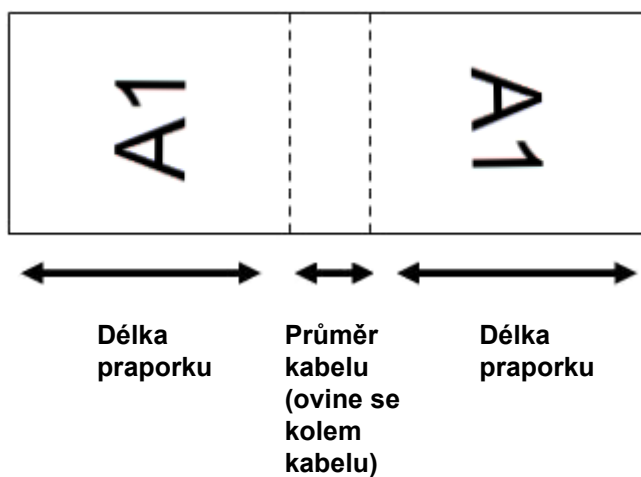 A1
A1
Délka
praporku
Průměr
kabelu
(ovine se
kolem
kabelu)
Délka
praporku